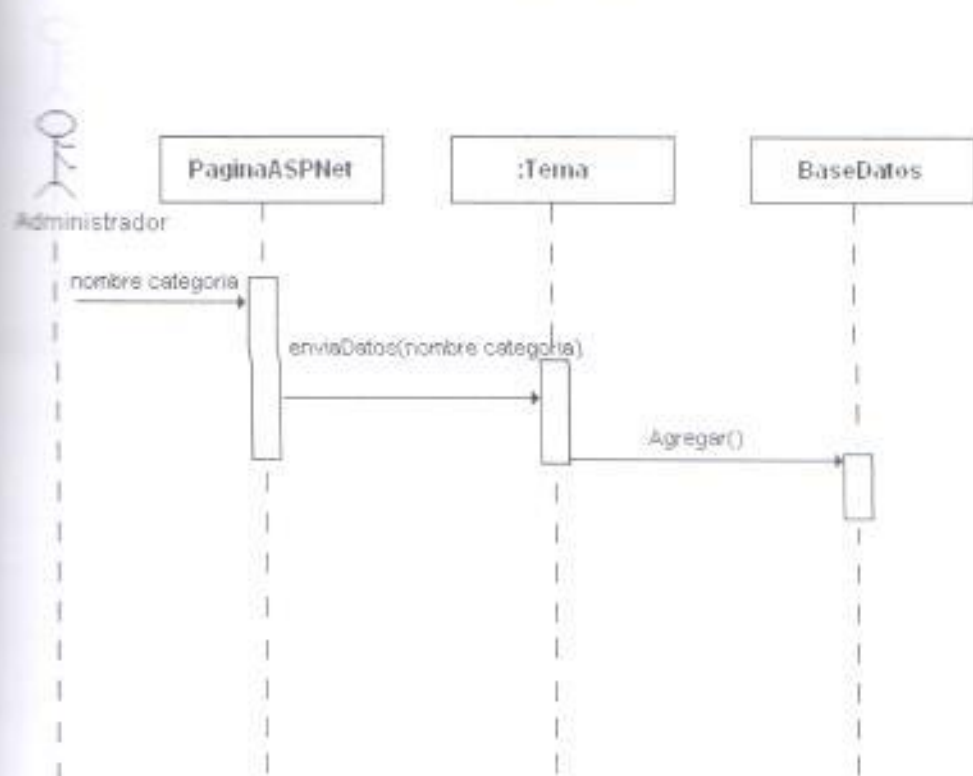 PaginaASPNet
:Tema
BaseDatos
Administrador
nombre categoria
enviaDatos(nombre categoria)
Agregar()